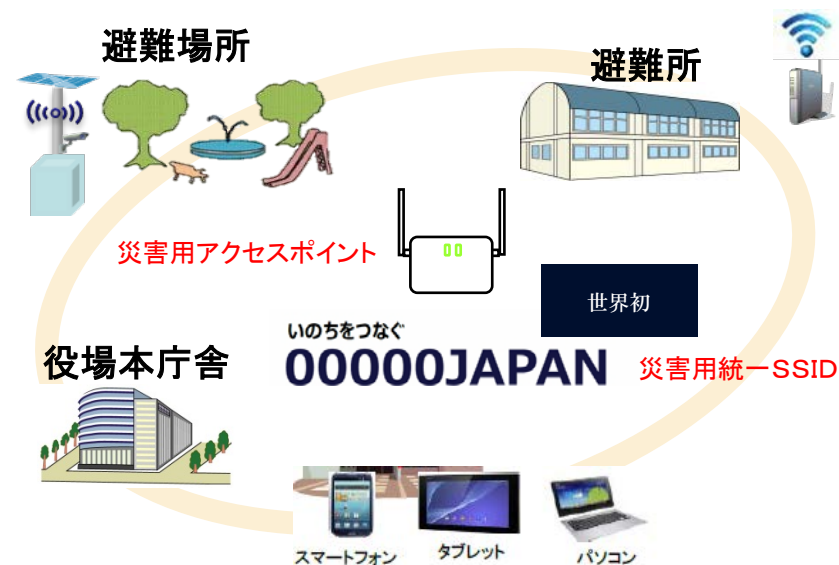 避難場所
避難所
(((o)))
災害用アクセスポイント
世界初
いのちをつなぐ
00000JAPAN
災害用統一SSID
役場本庁舎
スマートフォン
タブレット
パソコン